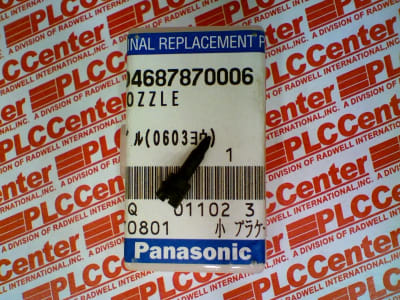 INAL REPLACEMENT P
04687870006
OZZLE
ル(0603ヨウ)
1
Q 01102 3
0801 小 ブラケ
Panasonic
PLCCenter
A DIVISION OF RADWELL INTERNATIONAL, INC.